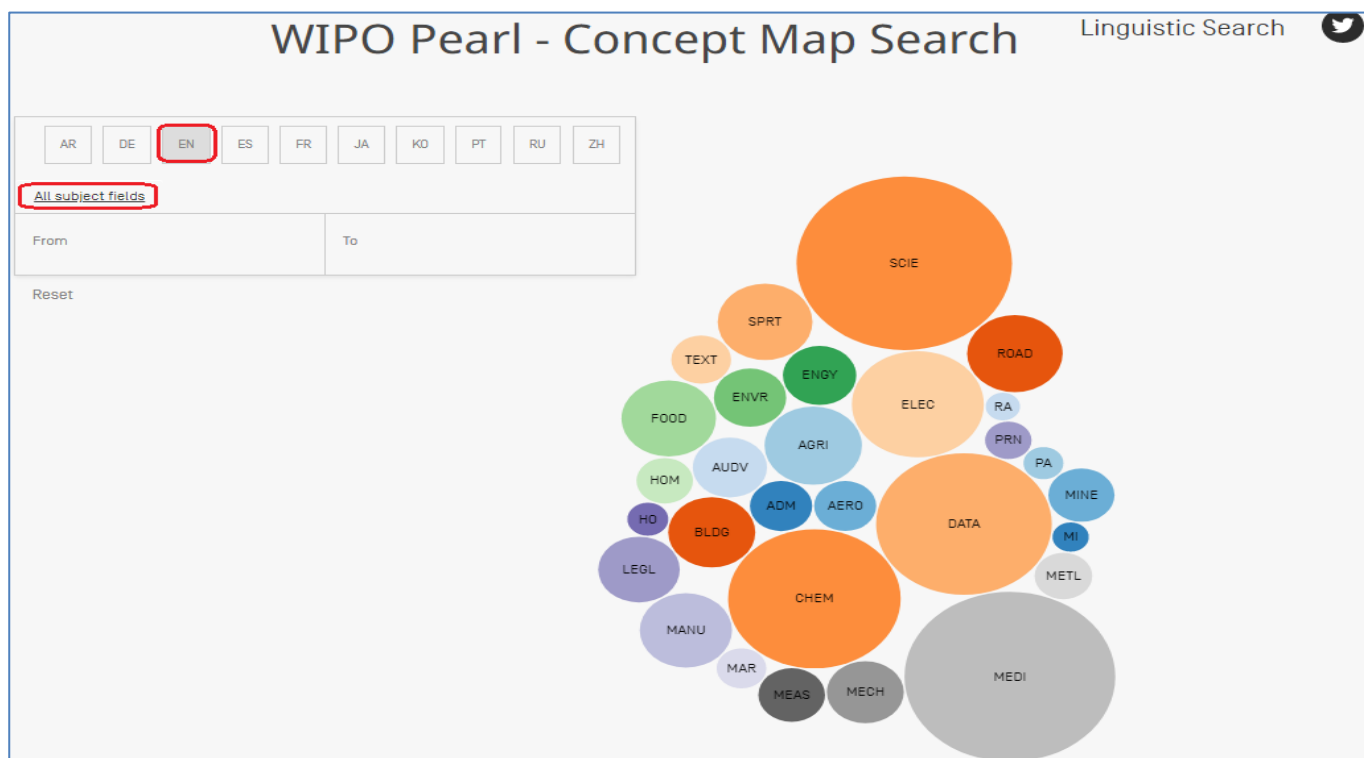 WIPO Pearl - Concept Map Search
Linguistic Search
AR DE EN ES FR JA KO PT RU ZH
All subject fields
From To
Reset
SCIE
SPRT
ROAD
TEXT
ENGY
ENVR
ELEC
RA
FOOD
PRN
AGRI
PA
AUDV
HOM
MINE
ADM
AERO
HO
DATA
BLDG
MI
LEGL
METL
CHEM
MANU
MAR
MEDI
MEAS
MECH